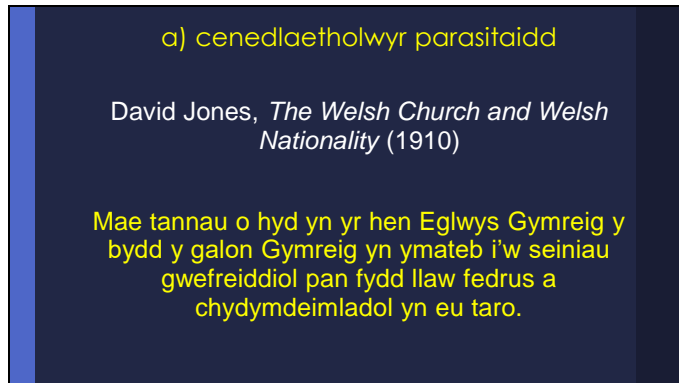 a) cenedlaetholwyr parasitaidd
David Jones, The Welsh Church and Welsh
Nationality (1910)
Mae tannau o hyd yn yr hen Eglwys Gymreig y
bydd y galon Gymreig yn ymateb i'w seiniau
gwefreiddiol pan fydd llaw fedrus a
chydymdeimladol yn eu taro.